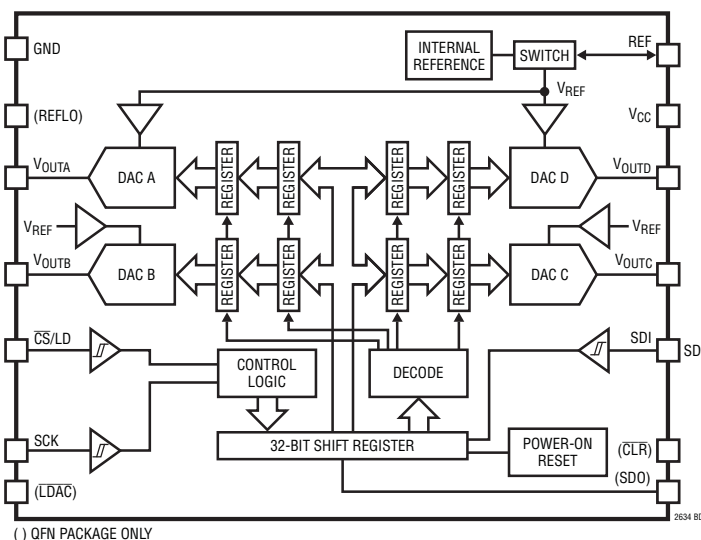 GND
INTERNAL
REFERENCE
SWITCH
REF
(REFLO)
VREF
VCC
VOUTA
DAC A
REGISTER
REGISTER
REGISTER
REGISTER
DAC D
VOUTD
VREF
VREF
VOUTB
DAC B
REGISTER
REGISTER
REGISTER
REGISTER
DAC C
VOUTC
CS/LD
CONTROL
LOGIC
DECODE
SDI
SD
SCK
32-BIT SHIFT REGISTER
POWER-ON
RESET
(CLR)
(LDAC)
(SDO)
2634 BD
( ) QFN PACKAGE ONLY